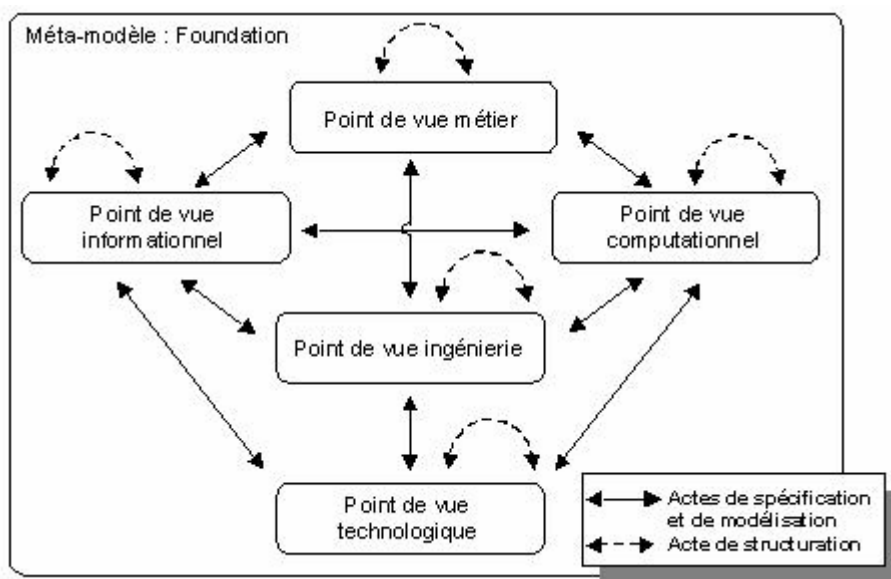 Méta-modèle : Foundation
Point de vue métier
Point de vue
informationnel
Point de vue
computationnel
Point de vue ingénierie
Point de vue
technologique
Actes de spécification
et de modélisation
Acte de structuration